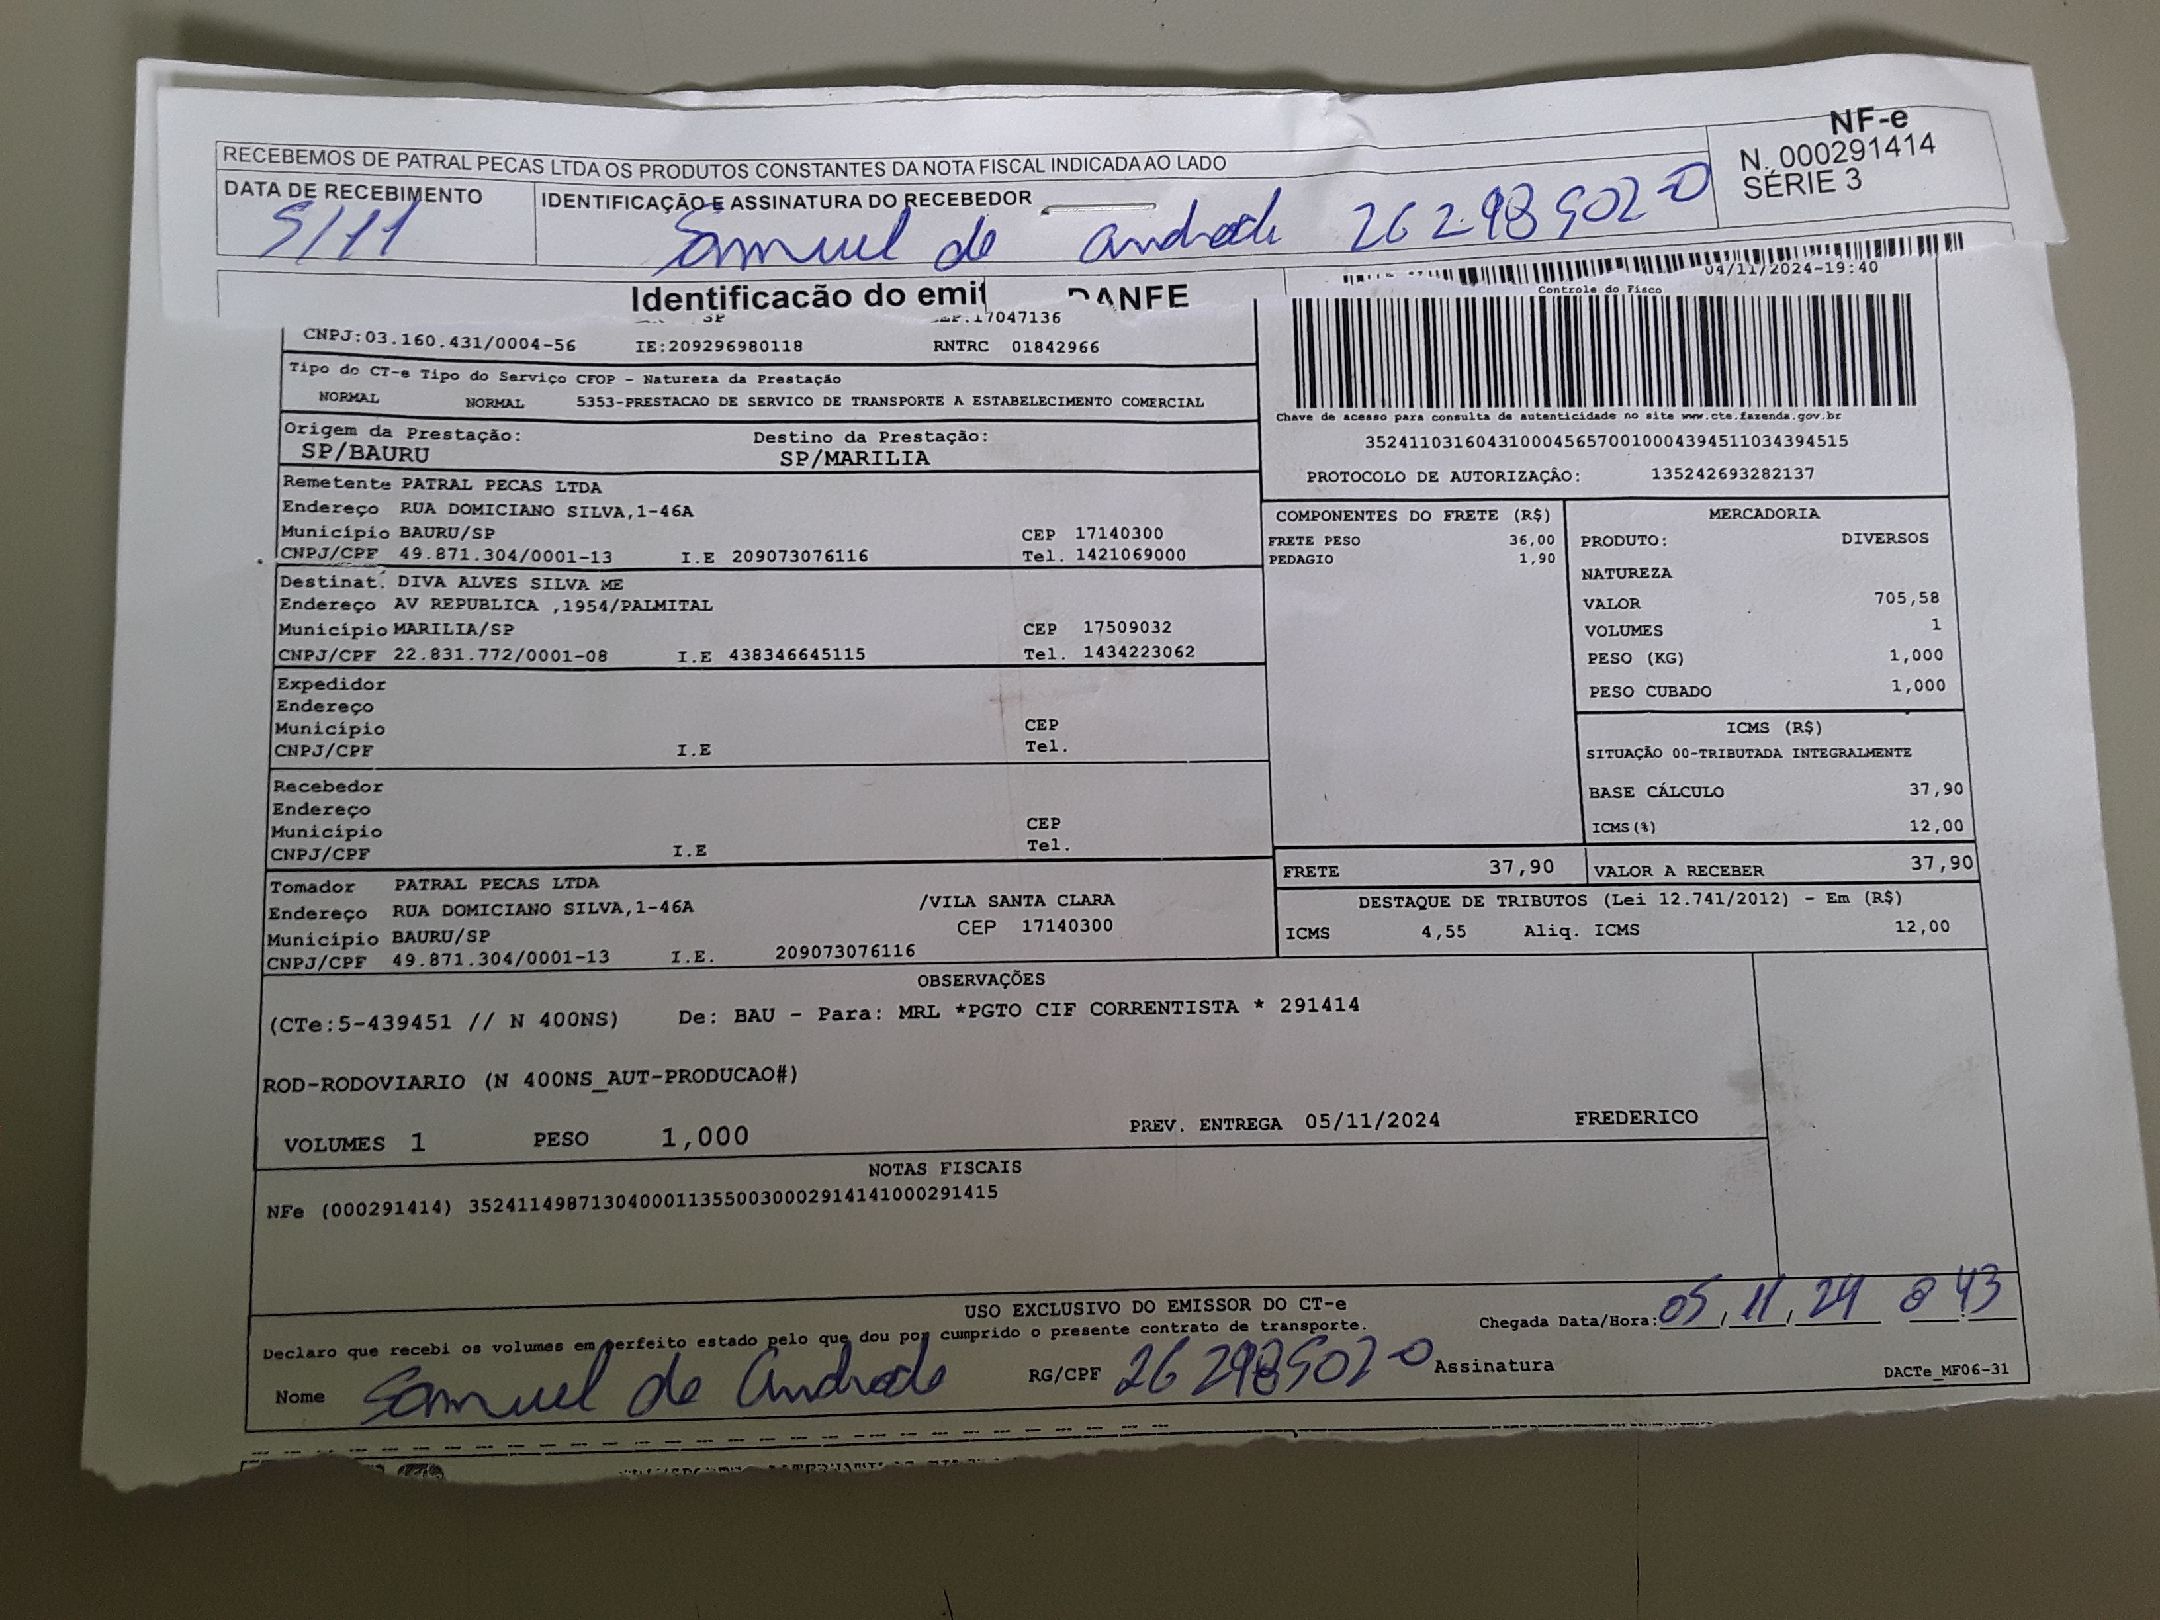 NF-e
N. 000291414
SÉRIE 3
RECEBEMOS DE PATRAL PECAS LTDA OS PRODUTOS CONSTANTES DA NOTA FISCAL INDICADA AO LADO
DATA DE RECEBIMENTO IDENTIFICAÇÃO E ASSINATURA DO RECEBEDOR
5/11 Samuel de Andrade 26 298 502-0
Identificacão do emit DANFE
04/11/2024-19:40
Controle do Fisco
SP 17047136
CNPJ:03.160.431/0004-56 IE:209296980118 RNTRC 01842966
Tipo do CT-e Tipo do Serviço CFOP - Natureza da Prestação
NORMAL NORMAL 5353-PRESTACAO DE SERVICO DE TRANSPORTE A ESTABELECIMENTO COMERCIAL
Chave de acesso para consulta de autenticidade no site www.cte.fazenda.gov.br
35241103160431000456570010004394511034394515
PROTOCOLO DE AUTORIZAÇÃO: 135242693282137
Origem da Prestação: Destino da Prestação:
SP/BAURU SP/MARILIA
Remetente PATRAL PECAS LTDA
Endereço RUA DOMICIANO SILVA,1-46A
Município BAURU/SP CEP 17140300
CNPJ/CPF 49.871.304/0001-13 I.E 209073076116 Tel. 1421069000
Destinat. DIVA ALVES SILVA ME
Endereço AV REPUBLICA ,1954/PALMITAL
Município MARILIA/SP CEP 17509032
CNPJ/CPF 22.831.772/0001-08 I.E 438346645115 Tel. 1434223062
Expedidor
Endereço
Município CEP
CNPJ/CPF I.E Tel.
Recebedor
Endereço
Município CEP
CNPJ/CPF I.E Tel.
Tomador PATRAL PECAS LTDA
Endereço RUA DOMICIANO SILVA,1-46A /VILA SANTA CLARA
Município BAURU/SP CEP 17140300
CNPJ/CPF 49.871.304/0001-13 I.E. 209073076116
COMPONENTES DO FRETE (R$)
FRETE PESO 36,00
PEDAGIO 1,90
MERCADORIA
PRODUTO: DIVERSOS
NATUREZA
VALOR 705,58
VOLUMES 1
PESO (KG) 1,000
PESO CUBADO 1,000
ICMS (R$)
SITUAÇÃO 00-TRIBUTADA INTEGRALMENTE
BASE CÁLCULO 37,90
ICMS(%) 12,00
FRETE 37,90 VALOR A RECEBER 37,90
DESTAQUE DE TRIBUTOS (Lei 12.741/2012) - Em (R$)
ICMS 4,55 Aliq. ICMS 12,00
OBSERVAÇÕES
(CTe:5-439451 // N 400NS) De: BAU - Para: MRL *PGTO CIF CORRENTISTA * 291414
ROD-RODOVIARIO (N 400NS_AUT-PRODUCAO#)
VOLUMES 1 PESO 1,000 PREV. ENTREGA 05/11/2024 FREDERICO
NOTAS FISCAIS
NFe (000291414) 35241149871304000113550030002914141000291415
USO EXCLUSIVO DO EMISSOR DO CT-e
Declaro que recebi os volumes em perfeito estado pelo que dou por cumprido o presente contrato de transporte. Chegada Data/Hora: 05/11/24 8:43
Nome Samuel de Andrade RG/CPF 26 298502-0 Assinatura
DACTe_MF06-31